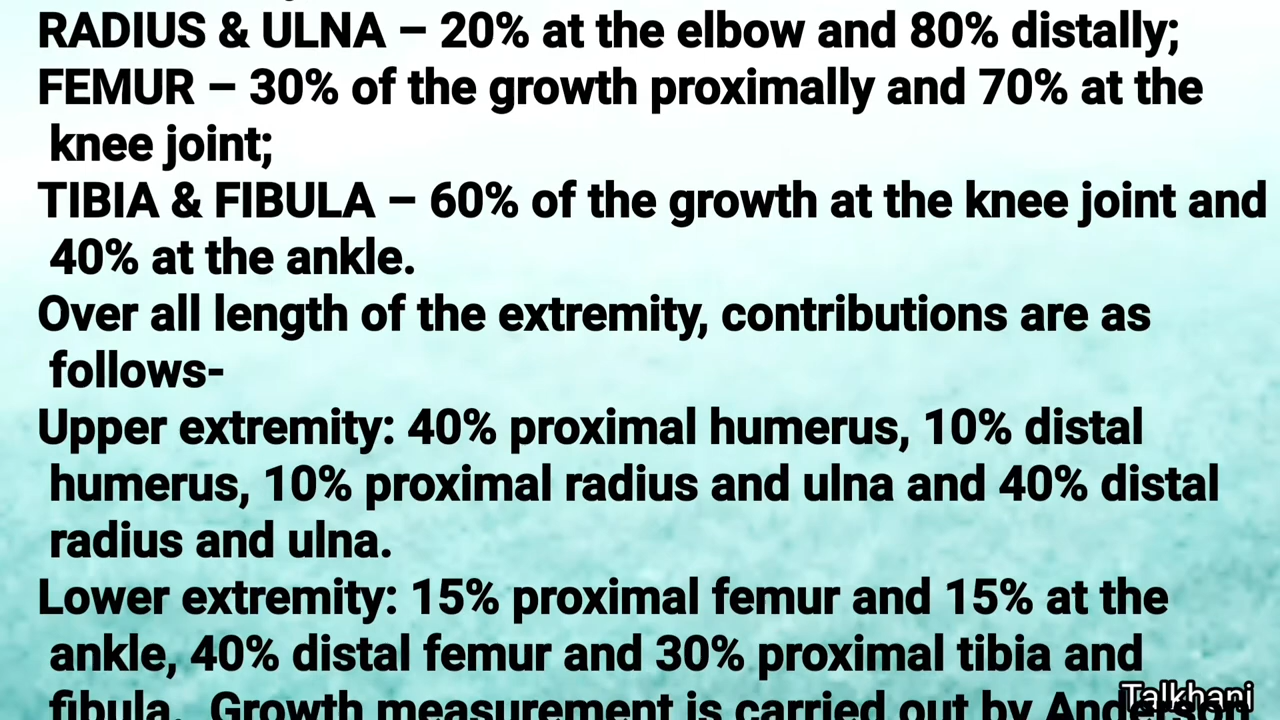 RADIUS & ULNA – 20% at the elbow and 80% distally;
FEMUR – 30% of the growth proximally and 70% at the
knee joint;
TIBIA & FIBULA – 60% of the growth at the knee joint and
40% at the ankle.
Over all length of the extremity, contributions are as
follows-
Upper extremity: 40% proximal humerus, 10% distal
humerus, 10% proximal radius and ulna and 40% distal
radius and ulna.
Lower extremity: 15% proximal femur and 15% at the
ankle, 40% distal femur and 30% proximal tibia and
fibula. Growth measurement is carried out by
Talkhani